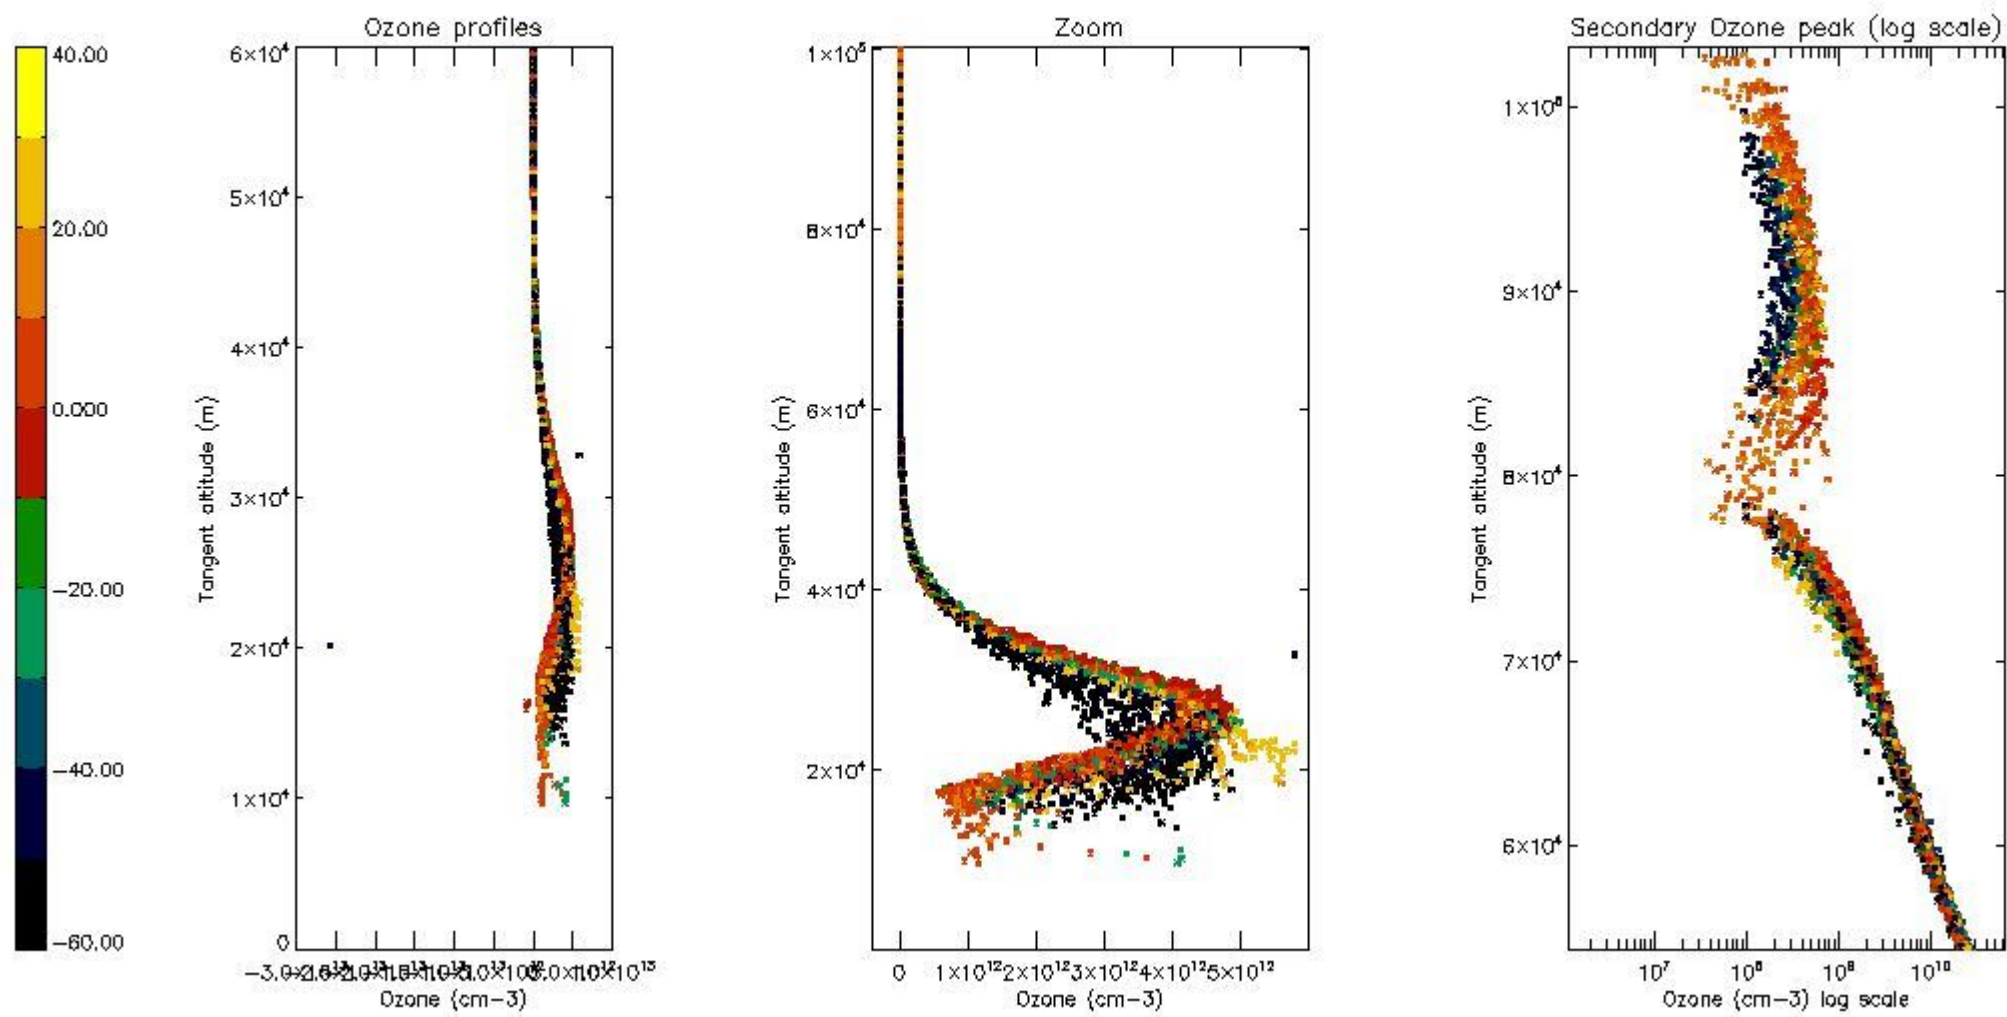 Ozone profiles
Zoom
Secondary Ozone peak (log scale)
40.00
20.00
0.000
−20.00
−40.00
−60.00
6×10⁴
5×10⁴
4×10⁴
3×10⁴
2×10⁴
1×10⁴
0
Tangent altitude (m)
Ozone (cm−3)
1×10⁵
8×10⁴
6×10⁴
4×10⁴
2×10⁴
Tangent altitude (m)
0 1×10¹² 2×10¹² 3×10¹² 4×10¹² 5×10¹²
Ozone (cm−3)
9×10⁴
8×10⁴
7×10⁴
6×10⁴
Tangent altitude (m)
10⁷ 10⁸ 10⁹ 10¹⁰
Ozone (cm−3) log scale